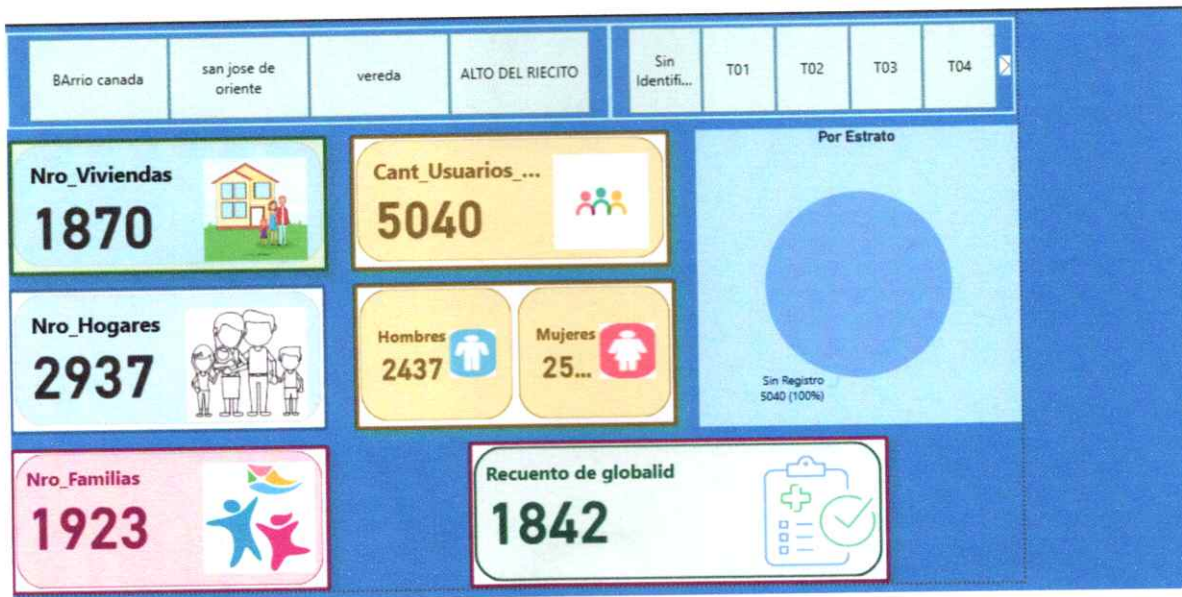 BArrio canada
san jose de
oriente
vereda
ALTO DEL RIECITO
Sin
Identifi...
T01
T02
T03
T04
Nro_Viviendas
1870
Cant_Usuarios_...
5040
Por Estrato
Nro_Hogares
2937
Hombres
2437
Mujeres
25...
Sin Registro
5040 (100%)
Nro_Familias
1923
Recuento de globalid
1842